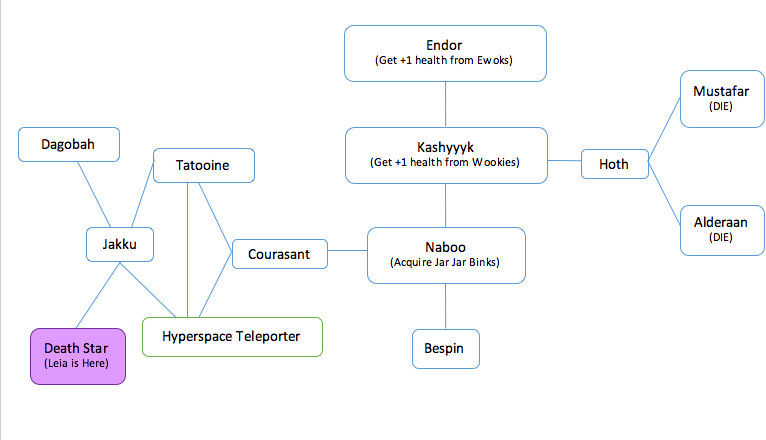 Endor
(Get +1 health from Ewoks)
Mustafar
(DIE)
Dagobah
Tatooine
Kashyyyk
(Get +1 health from Wookies)
Hoth
Alderaan
(DIE)
Jakku
Courasant
Naboo
(Acquire Jar Jar Binks)
Death Star
(Leia is Here)
Hyperspace Teleporter
Bespin